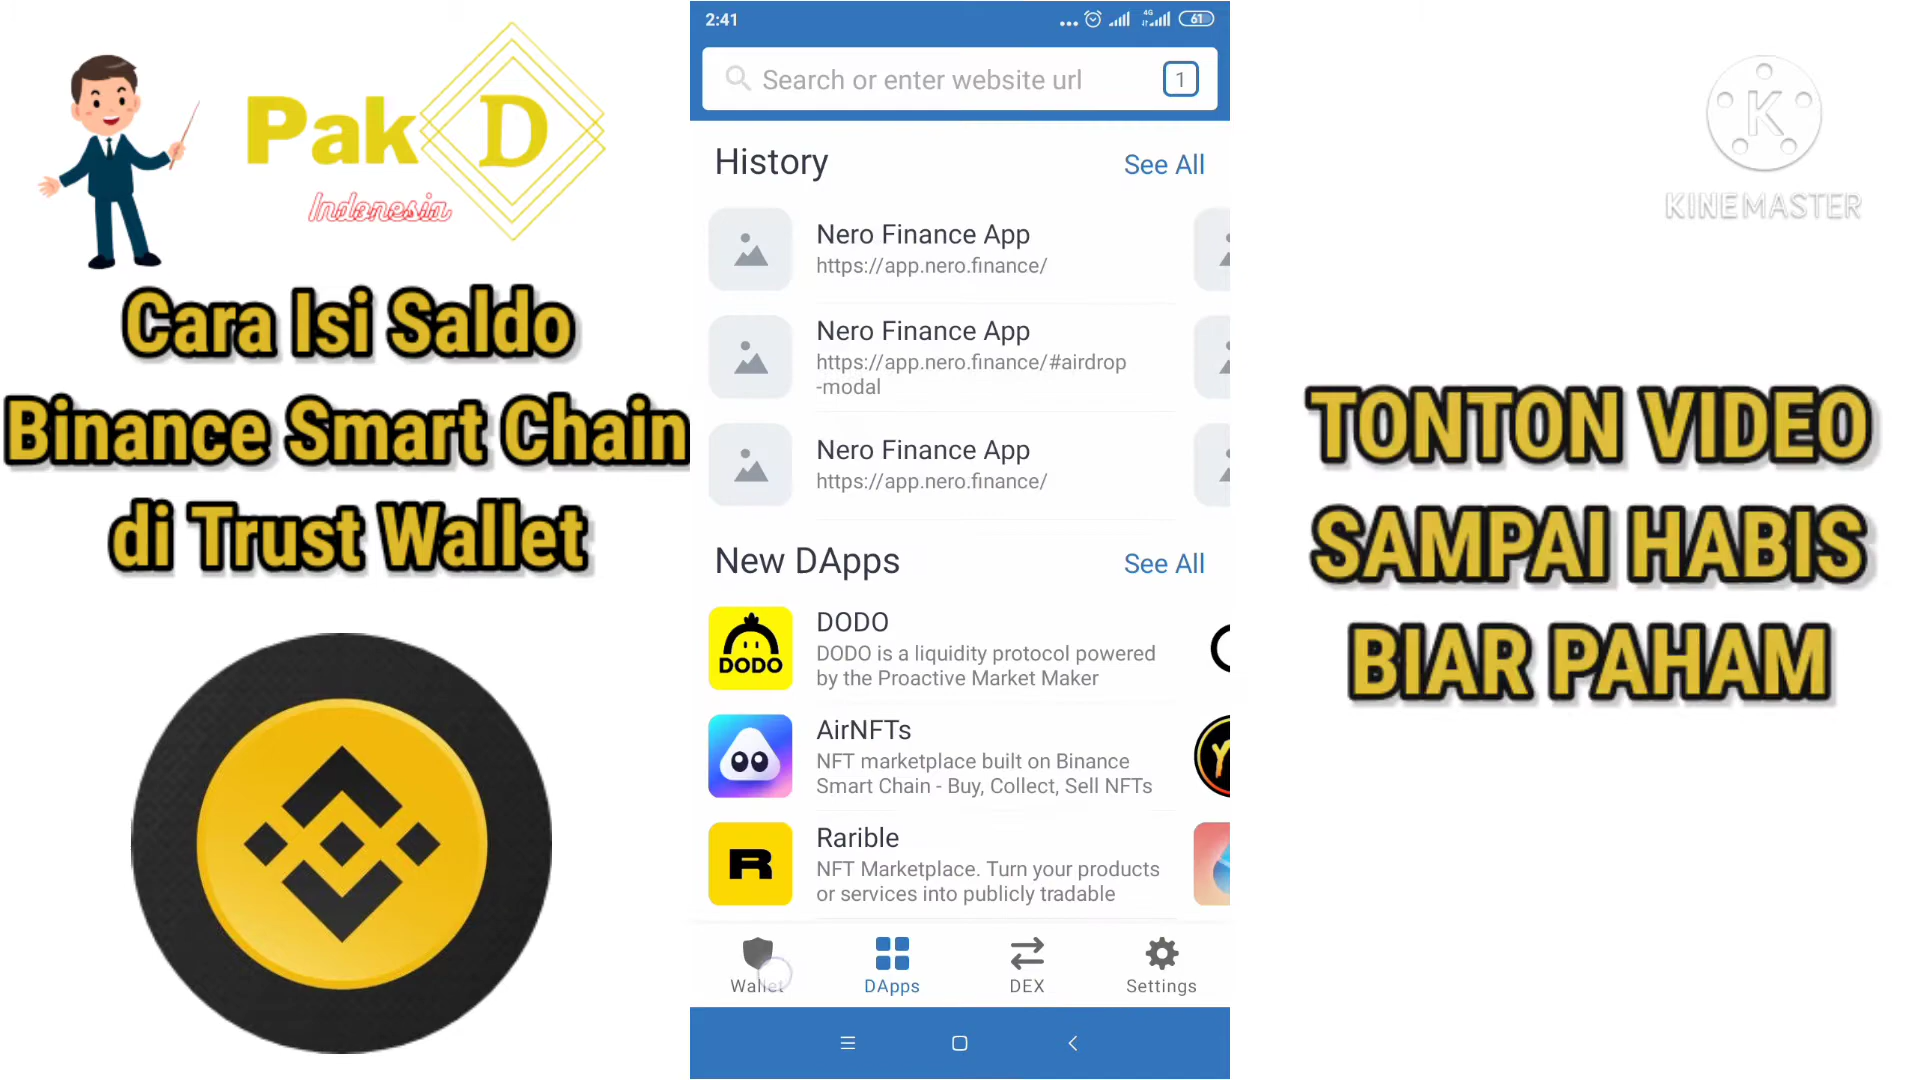 Pak D
Indonesia
Cara Isi Saldo
Binance Smart Chain
di Trust Wallet
2:41
4G
61
Search or enter website url
1
History
See All
Nero Finance App
https://app.nero.finance/
Nero Finance App
https://app.nero.finance/#airdrop
-modal
Nero Finance App
https://app.nero.finance/
New DApps
See All
DODO
DODO
DODO is a liquidity protocol powered
by the Proactive Market Maker
AirNFTs
NFT marketplace built on Binance
Smart Chain - Buy, Collect, Sell NFTs
R
Rarible
NFT Marketplace. Turn your products
or services into publicly tradable
Wallet
DApps
DEX
Settings
K
KINEMASTER
TONTON VIDEO
SAMPAI HABIS
BIAR PAHAM